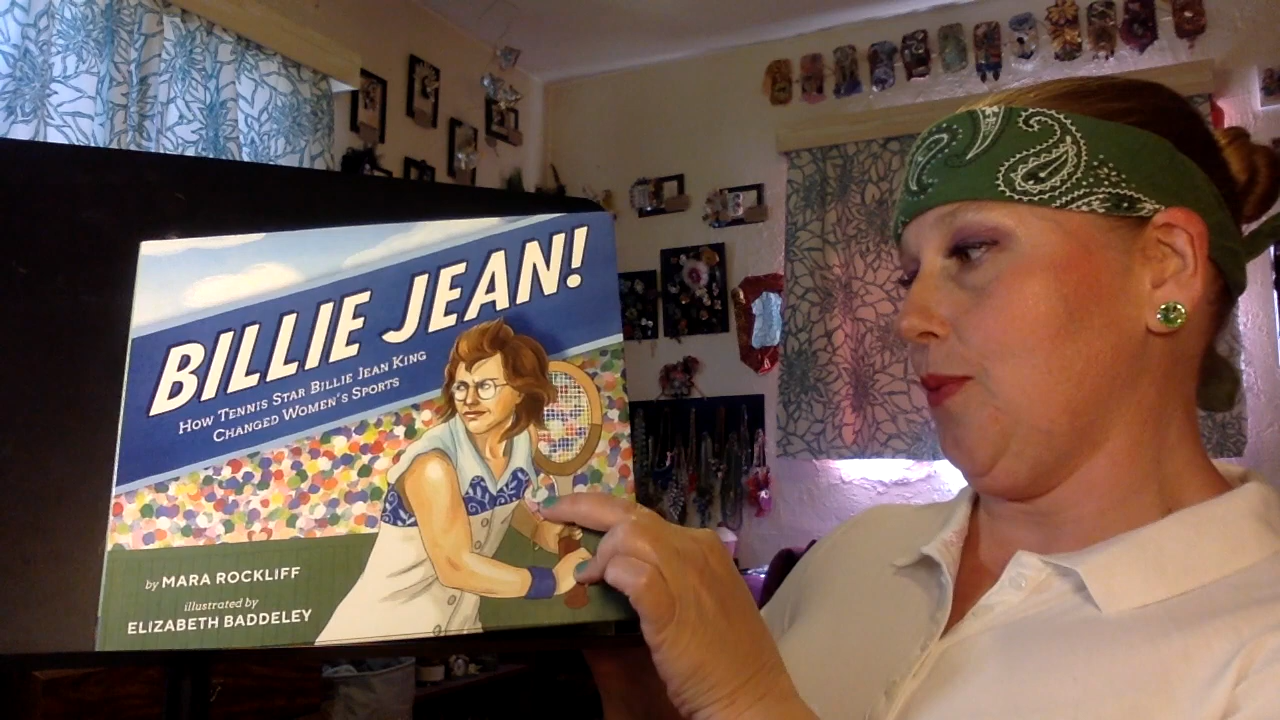 BILLIE JEAN!
HOW TENNIS STAR BILLIE JEAN KING
CHANGED WOMEN'S SPORTS
by MARA ROCKLIFF
illustrated by
ELIZABETH BADDELEY